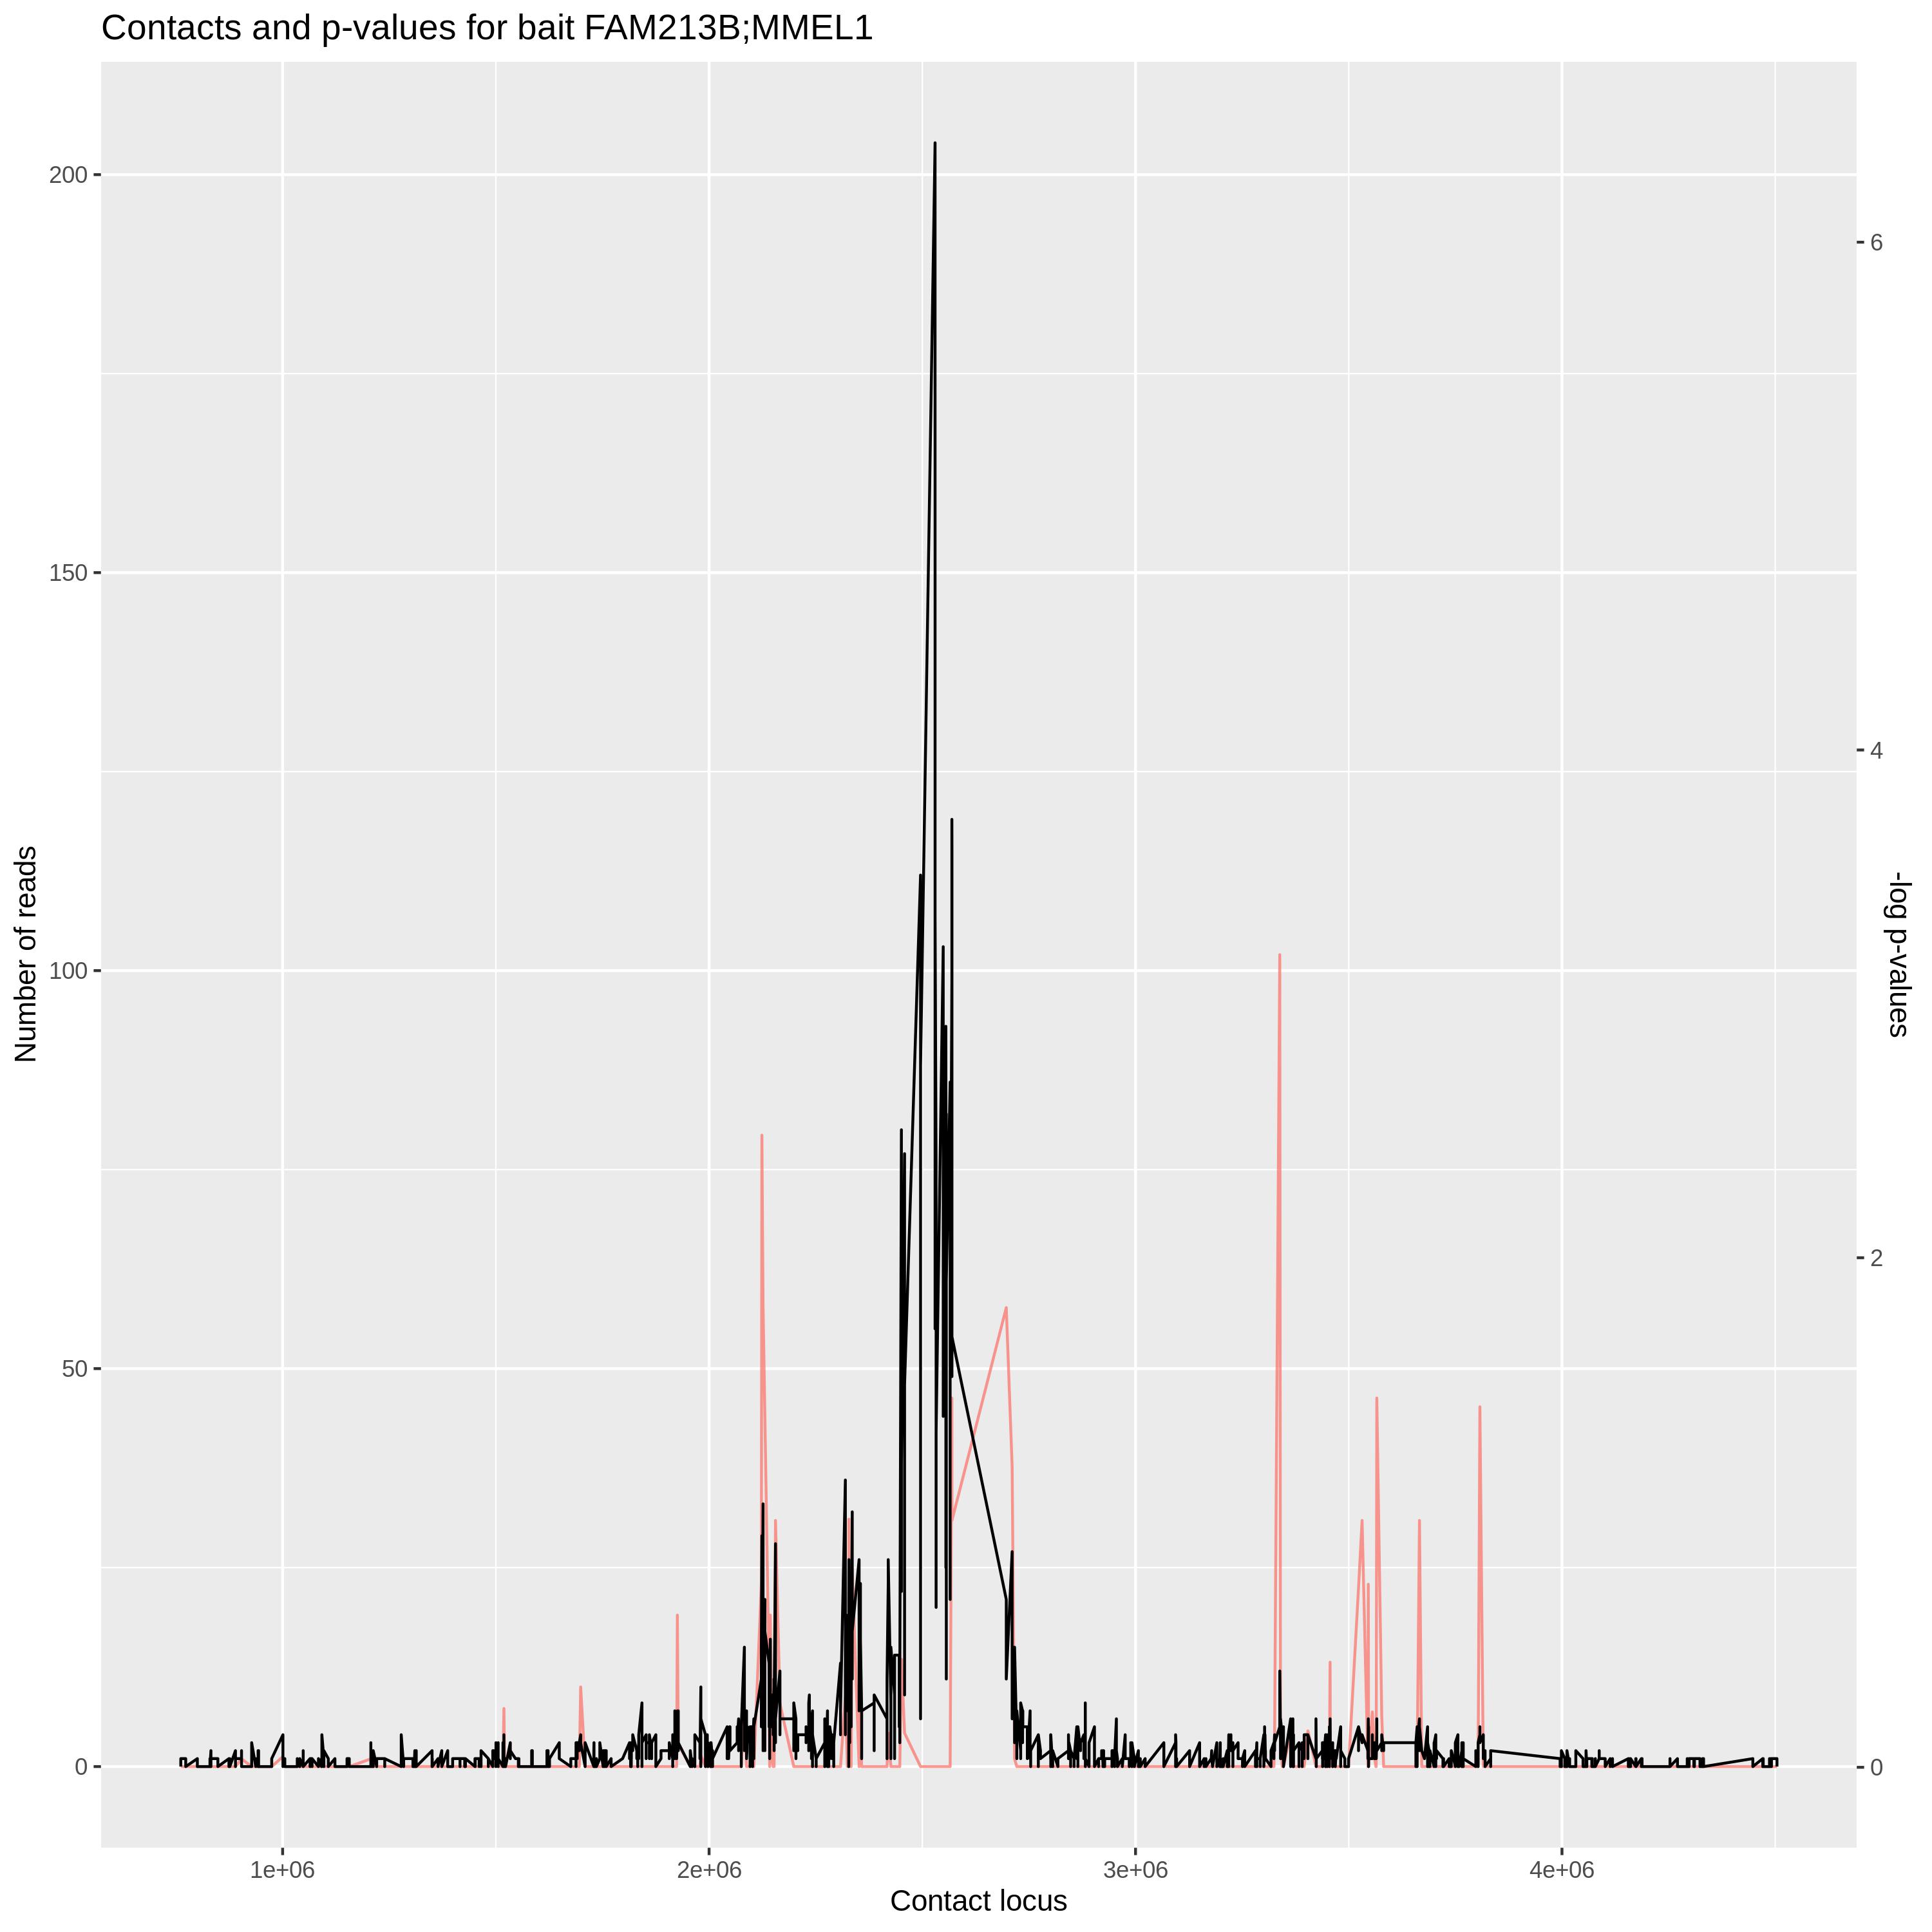 Contacts and p-values for bait FAM213B;MMEL1
200
150
100
50
0
Number of reads
6
4
2
0
-log p-values
1e+06
2e+06
3e+06
4e+06
Contact locus